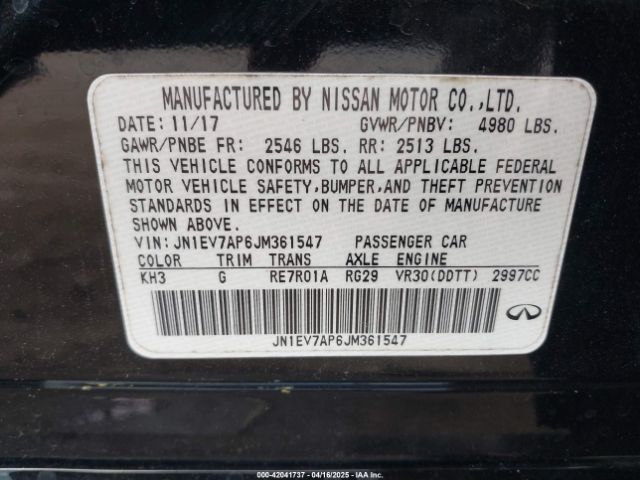 MANUFACTURED BY NISSAN MOTOR CO.,LTD.
DATE: 11/17 GVWR/PNBV: 4980 LBS.
GAWR/PNBE FR: 2546 LBS. RR: 2513 LBS.
THIS VEHICLE CONFORMS TO ALL APPLICABLE FEDERAL
MOTOR VEHICLE SAFETY,BUMPER,AND THEFT PREVENTION
STANDARDS IN EFFECT ON THE DATE OF MANUFACTURE
SHOWN ABOVE.
VIN: JN1EV7AP6JM361547 PASSENGER CAR
COLOR TRIM TRANS AXLE ENGINE
KH3 G RE7R01A RG29 VR30(DDTT) 2997CC
JN1EV7AP6JM361547
INFINITI
000-42041737 - 04/16/2025 - IAAI.COM